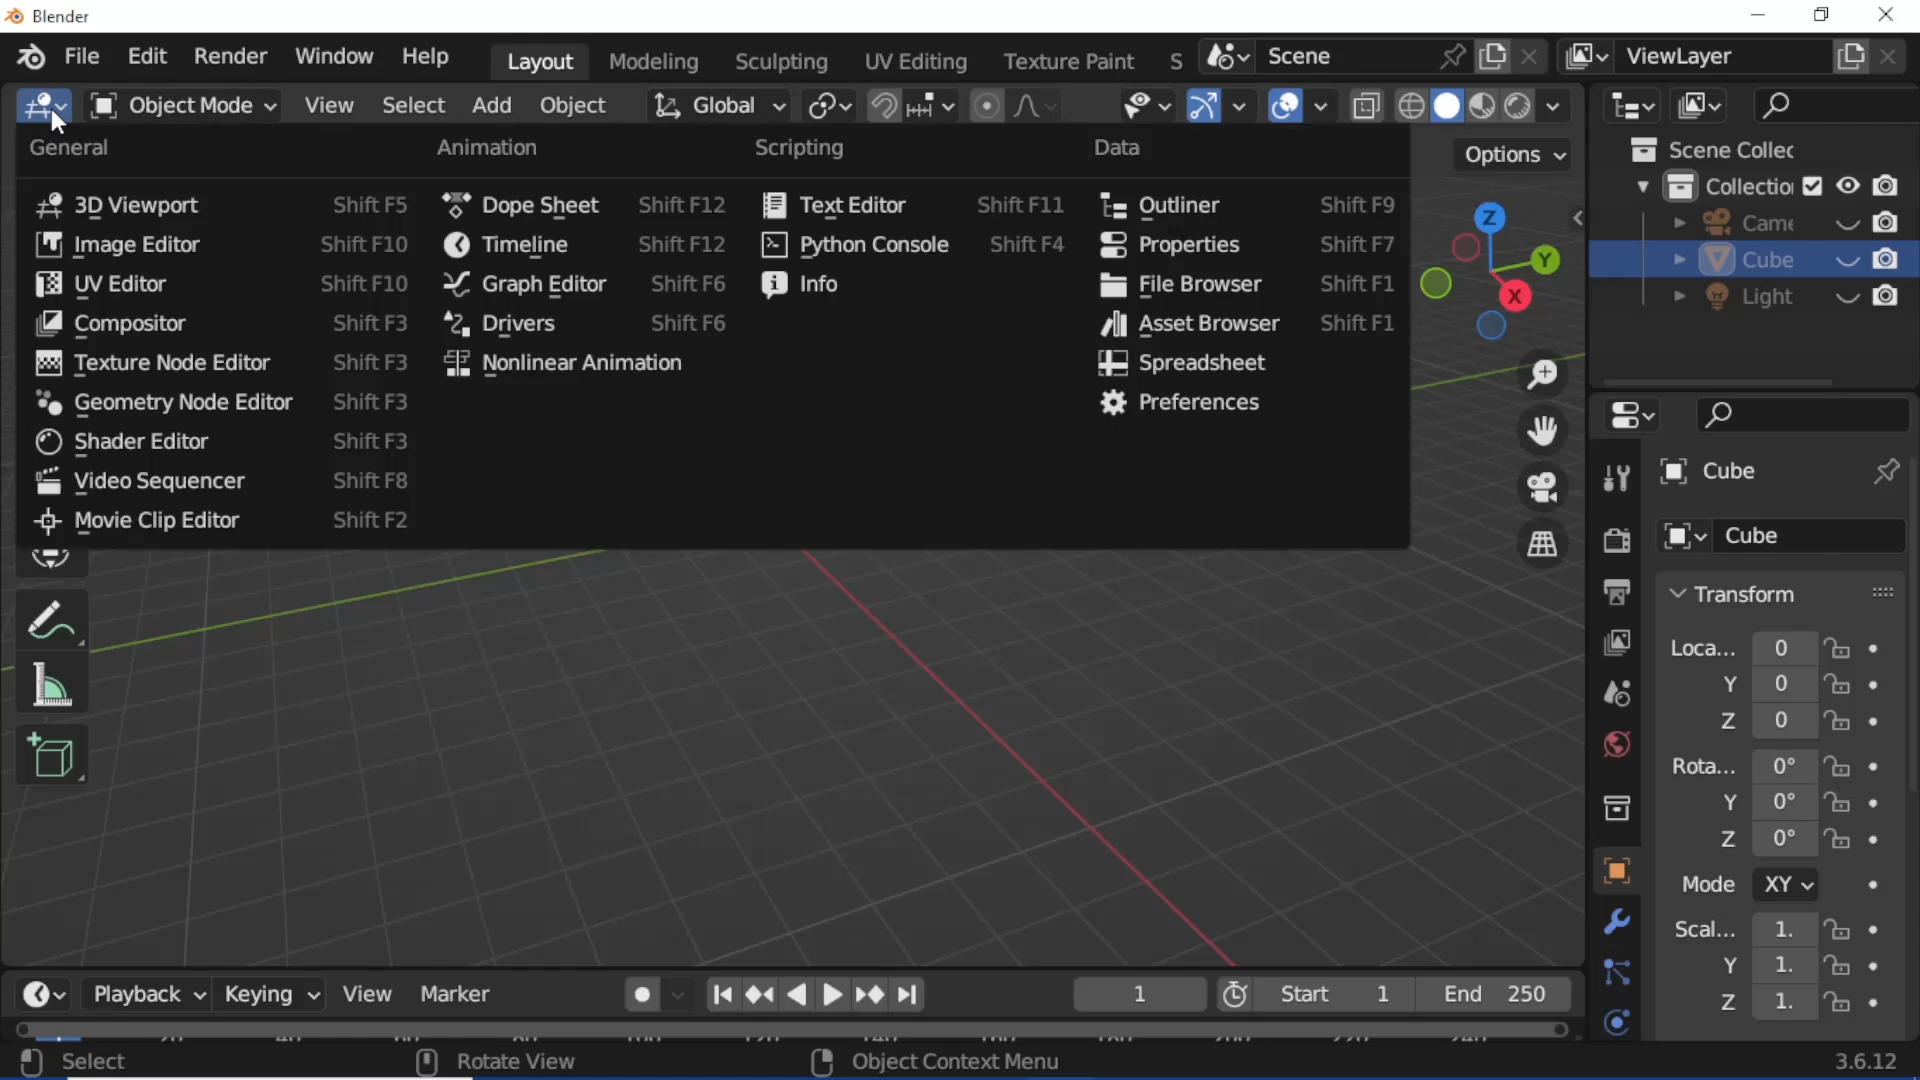 Blender
File Edit Render Window Help Layout Modeling Sculpting UV Editing Texture Paint S Scene ViewLayer
Object Mode View Select Add Object Global
General Animation Scripting Data
Options
Scene Collec
Collectio
Came
Cube
Light
3D Viewport Shift F5 Dope Sheet Shift F12 Text Editor Shift F11 Outliner Shift F9
Image Editor Shift F10 Timeline Shift F12 Python Console Shift F4 Properties Shift F7
UV Editor Shift F10 Graph Editor Shift F6 Info File Browser Shift F1
Compositor Shift F3 Drivers Shift F6 Asset Browser Shift F1
Texture Node Editor Shift F3 Nonlinear Animation Spreadsheet
Geometry Node Editor Shift F3 Preferences
Shader Editor Shift F3
Video Sequencer Shift F8
Movie Clip Editor Shift F2
Z
Y
X
Cube
Cube
Transform
Loca... 0
Y 0
Z 0
Rota... 0°
Y 0°
Z 0°
Mode XY
Scal... 1.
Y 1.
Z 1.
Playback Keying View Marker 1 Start 1 End 250
Select Rotate View Object Context Menu 3.6.12